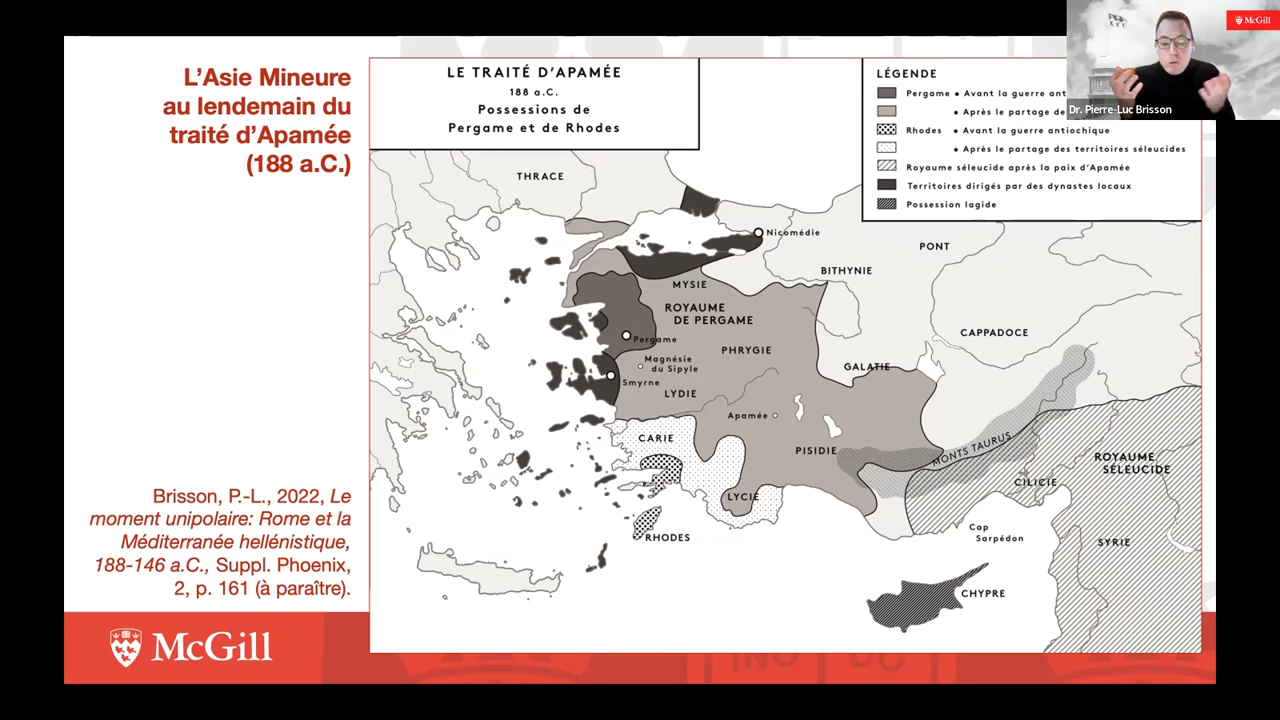 L'Asie Mineure
au lendemain du
traité d'Apamée
(188 a.C.)
Brisson, P.-L., 2022, Le
moment unipolaire: Rome et la
Méditerranée hellénistique,
188-146 a.C., Suppl. Phoenix,
2, p. 161 (à paraître).
McGill
LE TRAITÉ D'APAMÉE
188 a.C.
Possessions de
Pergame et de Rhodes
LÉGENDE
Pergame • Avant la guerre
• Après le partage de
Rhodes • Avant la guerre antiochique
• Après le partage des territoires séleucides
Royaume séleucide après la paix d'Apamée
Territoires dirigés par des dynastes locaux
Possession lagide
McGill
Dr. Pierre-Luc Brisson
THRACE
Nicomédie
PONT
BITHYNIE
MYSIE
ROYAUME
DE PERGAME
CAPPADOCE
Pergame
PHRYGIE
Magnésie
du Sipyle
GALATIE
Smyrne
LYDIE
Apamée
CARIE
PISIDIE
MONTS TAURUS
ROYAUME
SÉLEUCIDE
CILICIE
LYCIE
RHODES
Cap
Sarpédon
SYRIE
CHYPRE